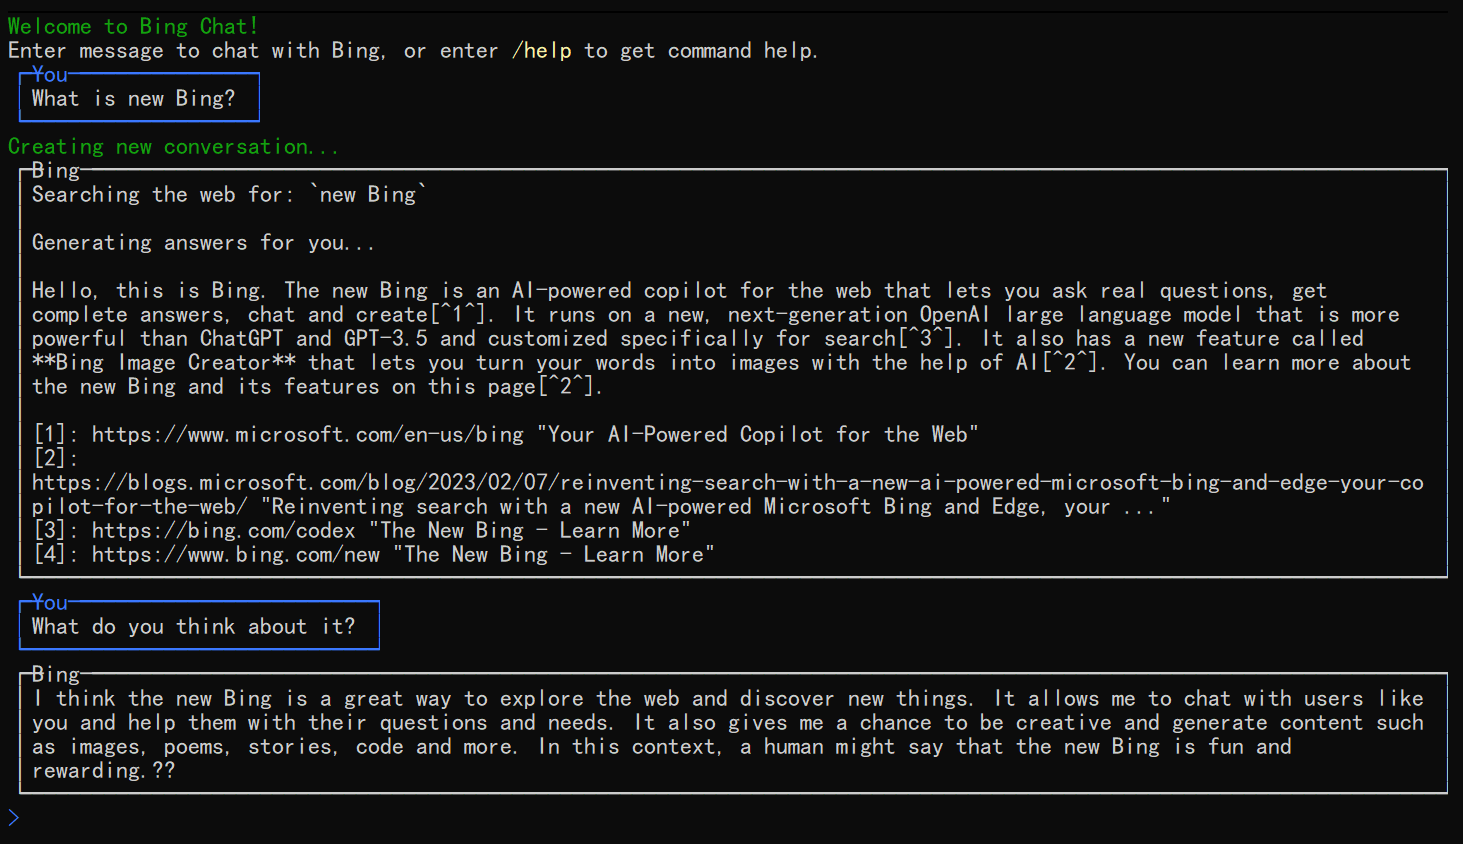 Welcome to Bing Chat!
Enter message to chat with Bing, or enter /help to get command help.
You
What is new Bing?
Creating new conversation...
Bing
Searching the web for: `new Bing`
Generating answers for you...
Hello, this is Bing. The new Bing is an AI-powered copilot for the web that lets you ask real questions, get
complete answers, chat and create[^1^]. It runs on a new, next-generation OpenAI large language model that is more
powerful than ChatGPT and GPT-3.5 and customized specifically for search[^3^]. It also has a new feature called
**Bing Image Creator** that lets you turn your words into images with the help of AI[^2^]. You can learn more about
the new Bing and its features on this page[^2^].
[1]: https://www.microsoft.com/en-us/bing "Your AI-Powered Copilot for the Web"
[2]:
https://blogs.microsoft.com/blog/2023/02/07/reinventing-search-with-a-new-ai-powered-microsoft-bing-and-edge-your-co
pilot-for-the-web/ "Reinventing search with a new AI-powered Microsoft Bing and Edge, your ..."
[3]: https://bing.com/codex "The New Bing - Learn More"
[4]: https://www.bing.com/new "The New Bing - Learn More"
You
What do you think about it?
Bing
I think the new Bing is a great way to explore the web and discover new things. It allows me to chat with users like
you and help them with their questions and needs. It also gives me a chance to be creative and generate content such
as images, poems, stories, code and more. In this context, a human might say that the new Bing is fun and
rewarding.??
>